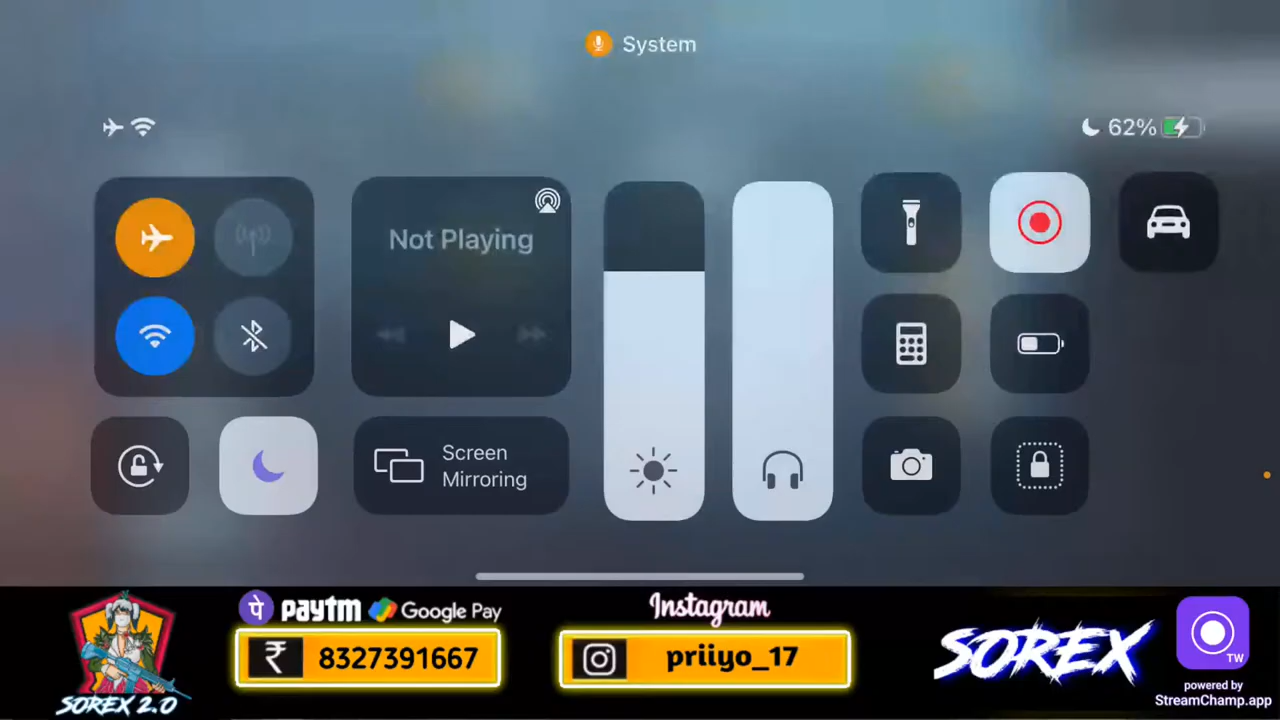 System
62%
Not Playing
Screen
Mirroring
पे paytm Google Pay
₹ 8327391667
Instagram
priiyo_17
SOREX 2.0
SOREX
TW
powered by
StreamChamp.app